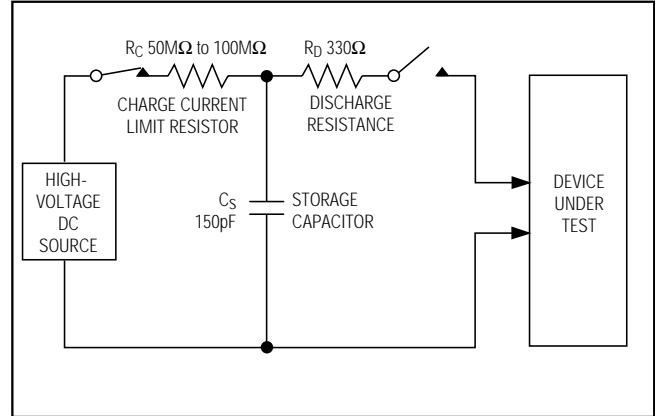 R_C 50MΩ to 100MΩ
CHARGE CURRENT
LIMIT RESISTOR
R_D 330Ω
DISCHARGE
RESISTANCE
HIGH-
VOLTAGE
DC
SOURCE
C_S
150pF
STORAGE
CAPACITOR
DEVICE
UNDER
TEST